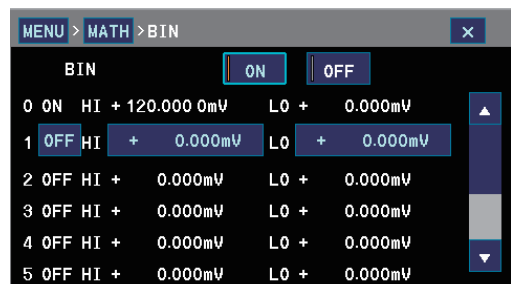 MENU > MATH >BIN ×
BIN ON OFF
0 ON HI + 120.000 0mV LO + 0.000mV ▲
1 OFF HI + 0.000mV LO + 0.000mV
2 OFF HI + 0.000mV LO + 0.000mV
3 OFF HI + 0.000mV LO + 0.000mV
4 OFF HI + 0.000mV LO + 0.000mV
5 OFF HI + 0.000mV LO + 0.000mV ▼